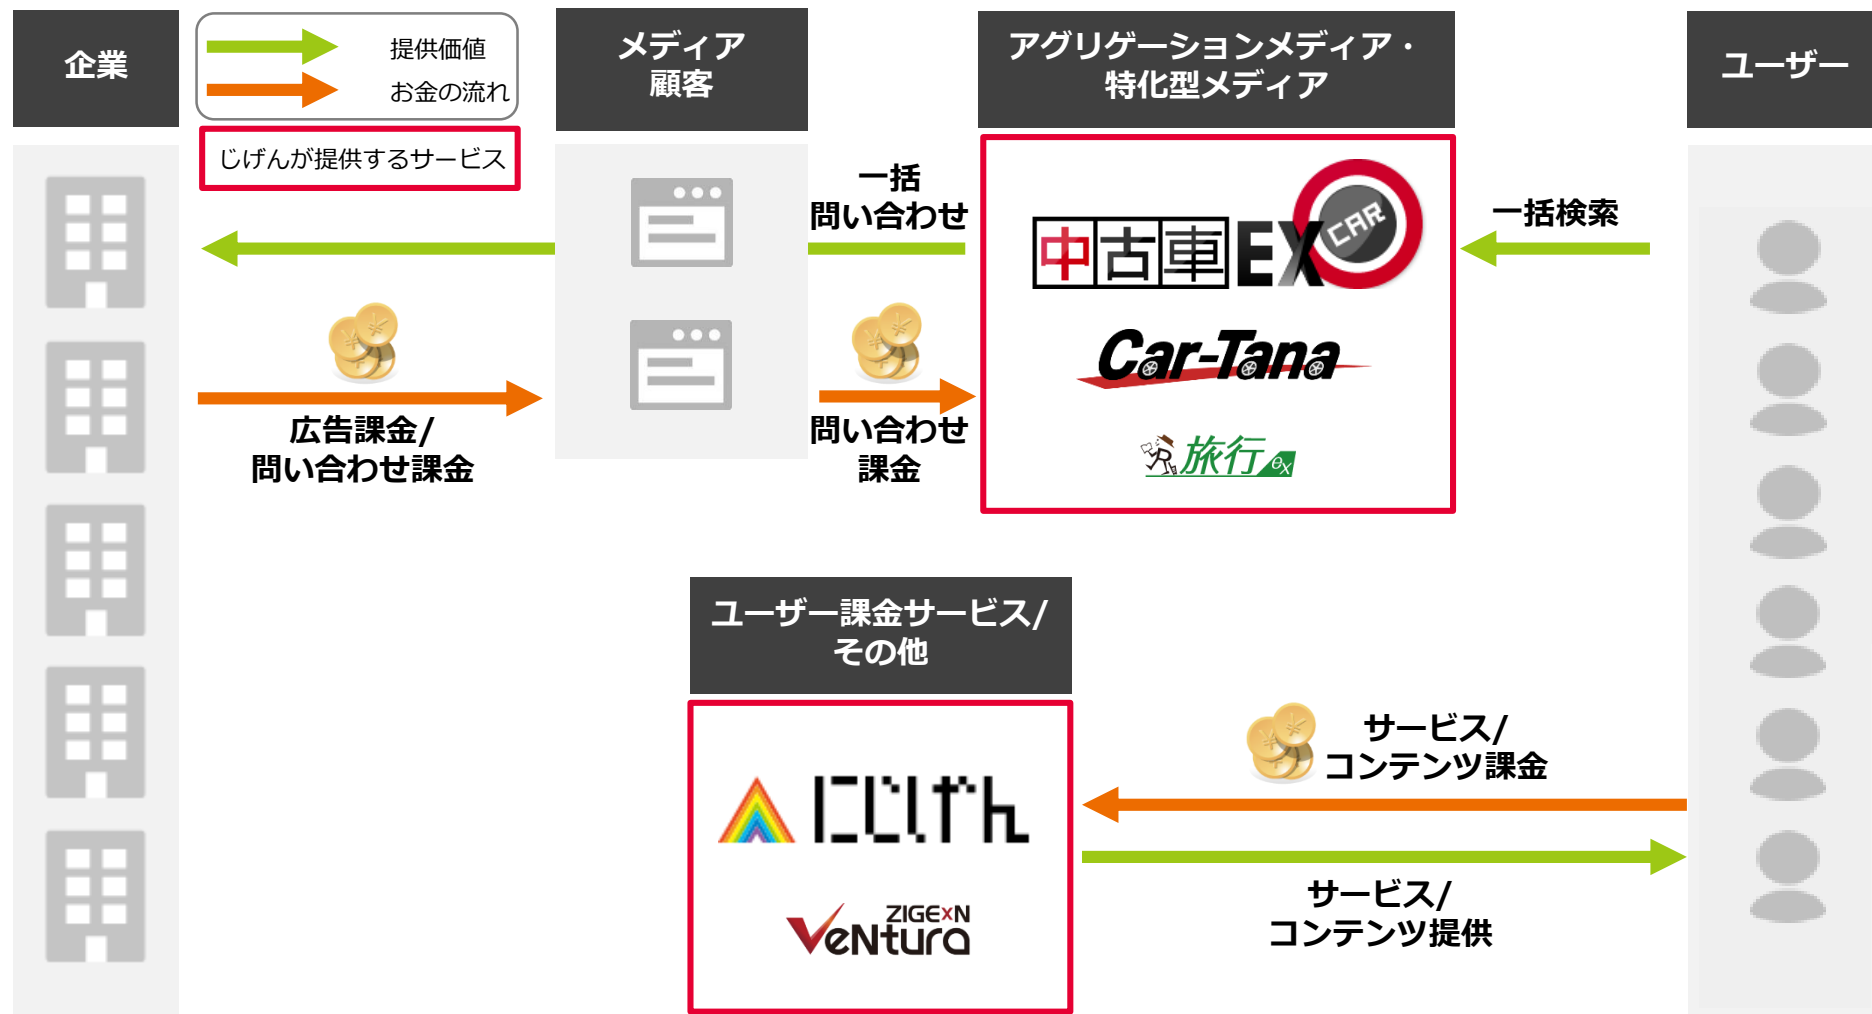 企業
提供価値
お金の流れ
じげんが提供するサービス
メディア
顧客
アグリゲーションメディア・
特化型メディア
ユーザー
一括
問い合わせ
一括検索
中古車EX
CAR
Car-Tana
旅行ex
広告課金/
問い合わせ課金
問い合わせ
課金
ユーザー課金サービス/
その他
にじげん
ZIGExN
VeNtura
サービス/
コンテンツ課金
サービス/
コンテンツ提供